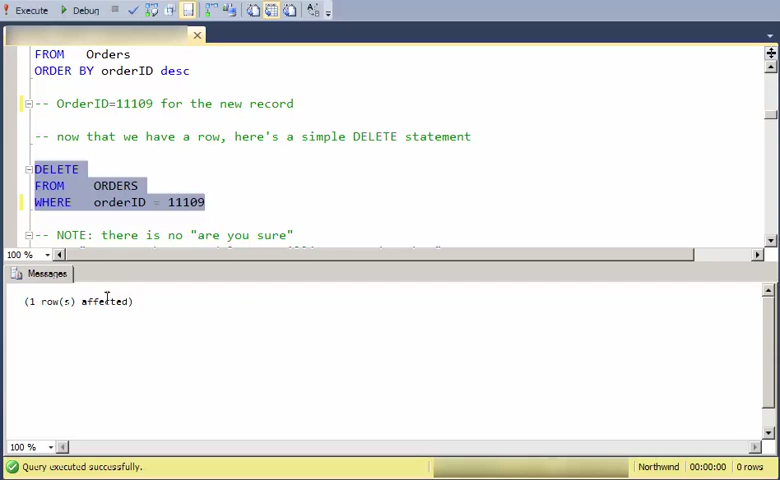 Execute Debug
FROM Orders
ORDER BY orderID desc
-- OrderID=11109 for the new record
-- now that we have a row, here's a simple DELETE statement
DELETE
FROM ORDERS
WHERE orderID = 11109
-- NOTE: there is no "are you sure"
100 %
Messages
(1 row(s) affected)
100 %
Query executed successfully. Northwind 00:00:00 0 rows